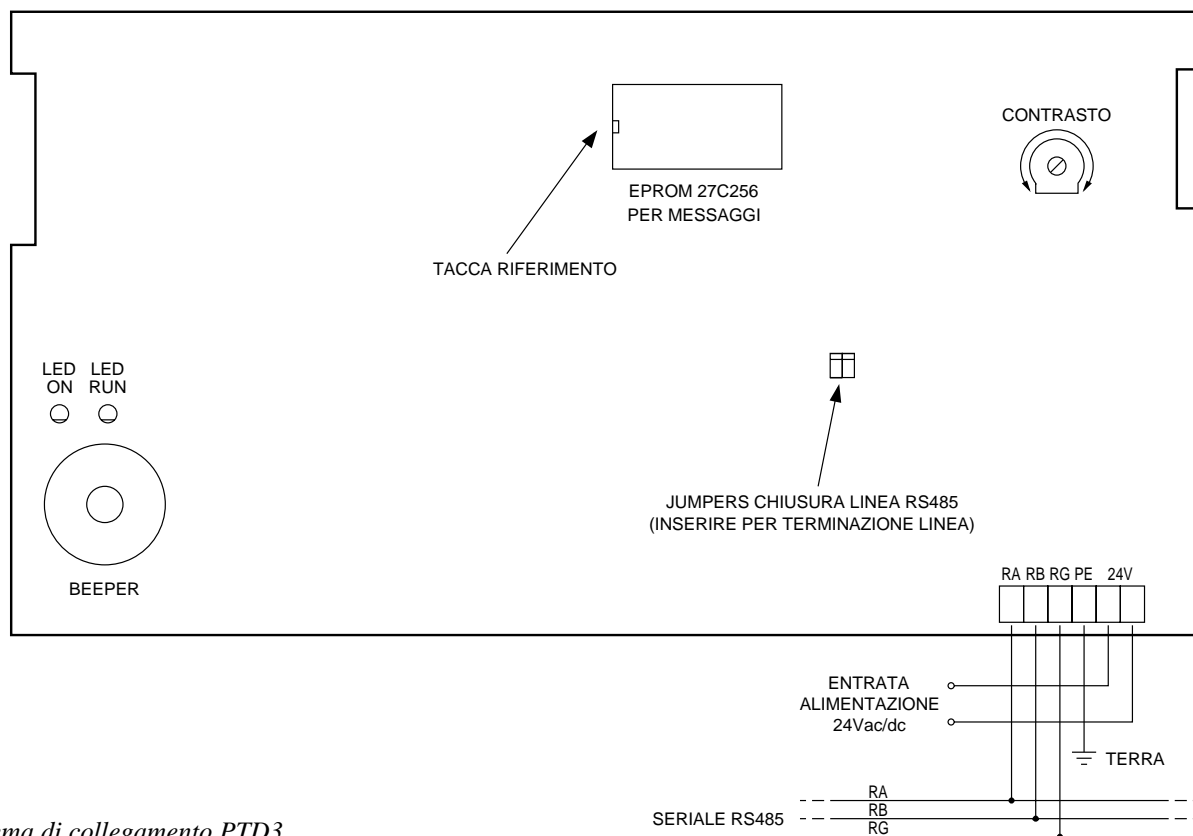 CONTRASTO
EPROM 27C256
PER MESSAGGI
TACCA RIFERIMENTO
LED LED
ON RUN
JUMPERS CHIUSURA LINEA RS485
(INSERIRE PER TERMINAZIONE LINEA)
BEEPER
RA RB RG PE 24V
ENTRATA
ALIMENTAZIONE
24Vac/dc
TERRA
RA
RB
SERIALE RS485
RG
di collegamento PTD3